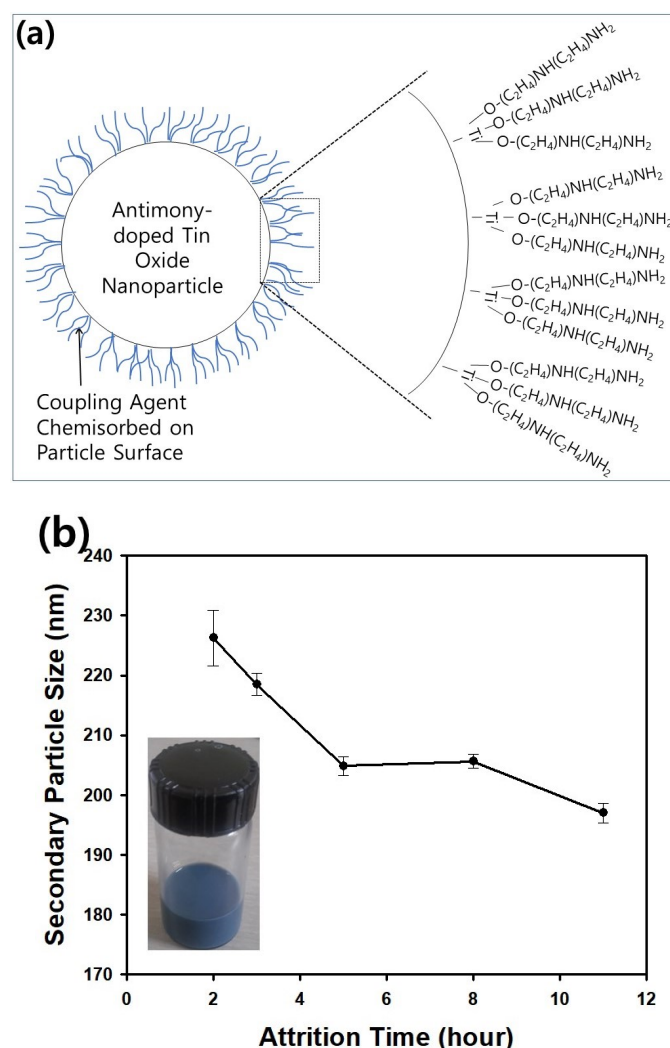 (a)
Antimony-
doped Tin
Oxide
Nanoparticle
Coupling Agent
Chemisorbed on
Particle Surface
Ti
O-(C₂H₄)NH(C₂H₄)NH₂
O-(C₂H₄)NH(C₂H₄)NH₂
O-(C₂H₄)NH(C₂H₄)NH₂
Ti
O-(C₂H₄)NH(C₂H₄)NH₂
O-(C₂H₄)NH(C₂H₄)NH₂
O-(C₂H₄)NH(C₂H₄)NH₂
Ti
O-(C₂H₄)NH(C₂H₄)NH₂
O-(C₂H₄)NH(C₂H₄)NH₂
O-(C₂H₄)NH(C₂H₄)NH₂
Ti
O-(C₂H₄)NH(C₂H₄)NH₂
O-(C₂H₄)NH(C₂H₄)NH₂
O-(C₂H₄)NH(C₂H₄)NH₂
(b)
Secondary Particle Size (nm)
240
230
220
210
200
190
180
170
0 2 4 6 8 10 12
Attrition Time (hour)